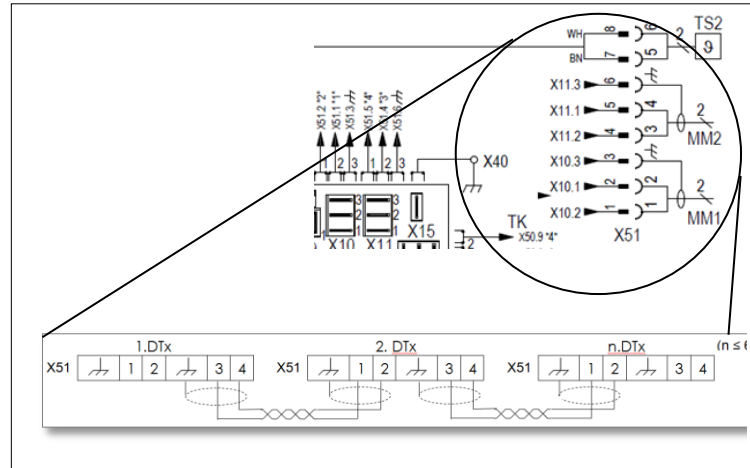 TS2
WH 8 6 2 ϑ
BN 7 5
X11.3 6
X11.1 5 4 2
X11.2 4 3 MM2
X10.3 3
X10.1 2 2 2
X10.2 1 1 MM1
X51
X51.2 "2"
X51.1 "1"
X51.3
X51.5 "4"
X51.4 "3"
X51.6
1 2 3 1 2 3
X40
3 3
2 2
1 1 1
X10 X11 X15
2
TK
X50.9 "4"
1.DTx 2. DTx n.DTx (n ≤ 6
X51 1 2 3 4 X51 1 2 3 4 X51 1 2 3 4